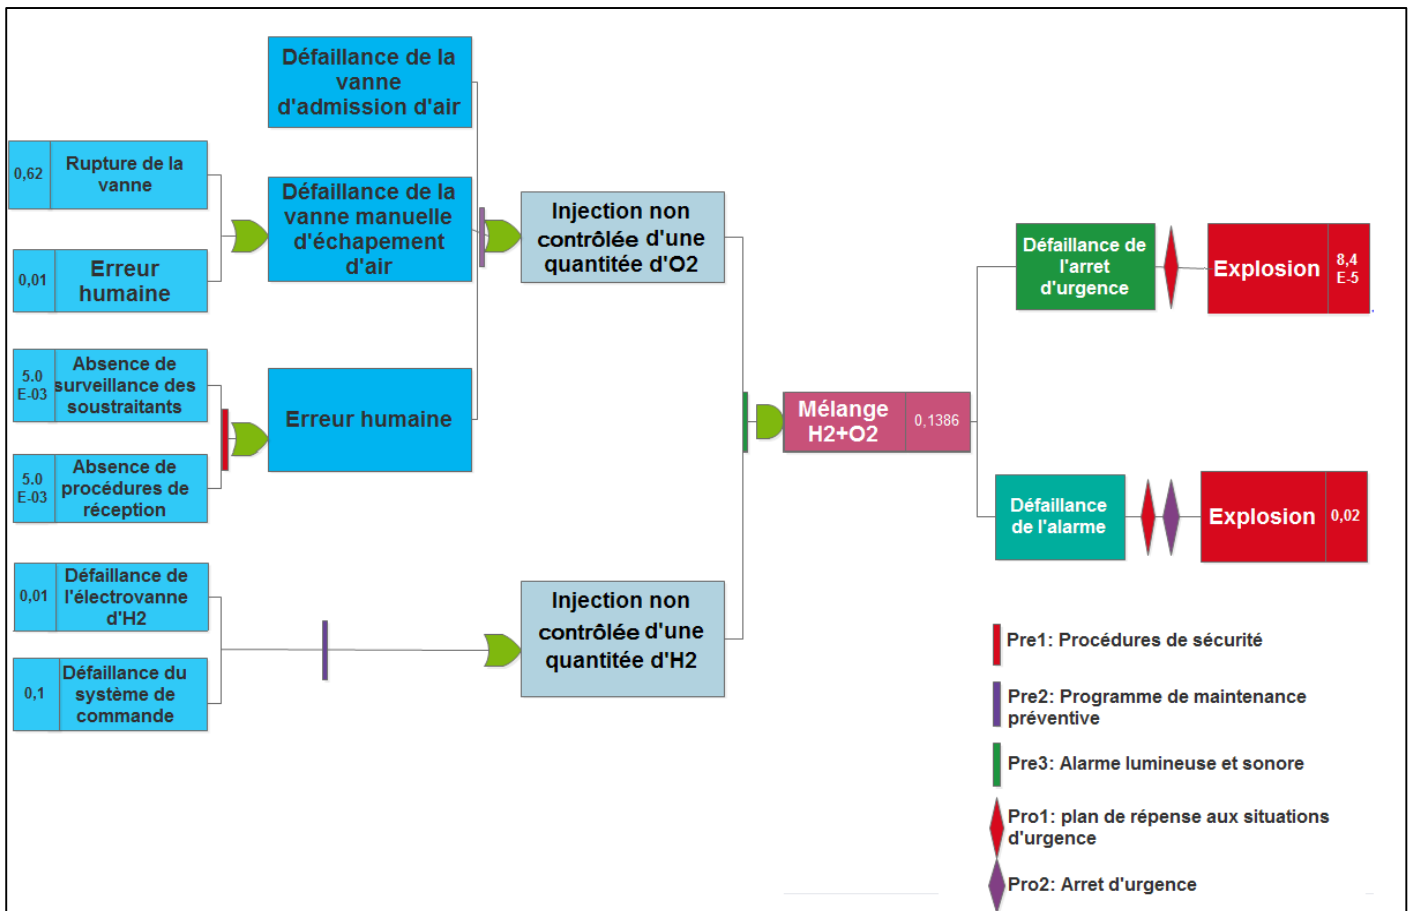 Défaillance de la
vanne
d'admission d'air
0,62
Rupture de la
vanne
Défaillance de la
vanne manuelle
d'échapement
d'air
0,01
Erreur
humaine
Injection non
contrôlée d'une
quantitée d'O2
5.0
E-03
Absence de
surveillance des
soustraitants
Erreur humaine
5.0
E-03
Absence de
procédures de
réception
0,01
Défaillance de
l'électrovanne
d'H2
0,1
Défaillance du
système de
commande
Injection non
contrôlée d'une
quantitée d'H2
Mélange
H2+O2
0,1386
Défaillance de
l'arret
d'urgence
Explosion
8,4
E-5
Défaillance
de l'alarme
Explosion
0,02
Pre1: Procédures de sécurité
Pre2: Programme de maintenance
préventive
Pre3: Alarme lumineuse et sonore
Pro1: plan de répense aux situations
d'urgence
Pro2: Arret d'urgence